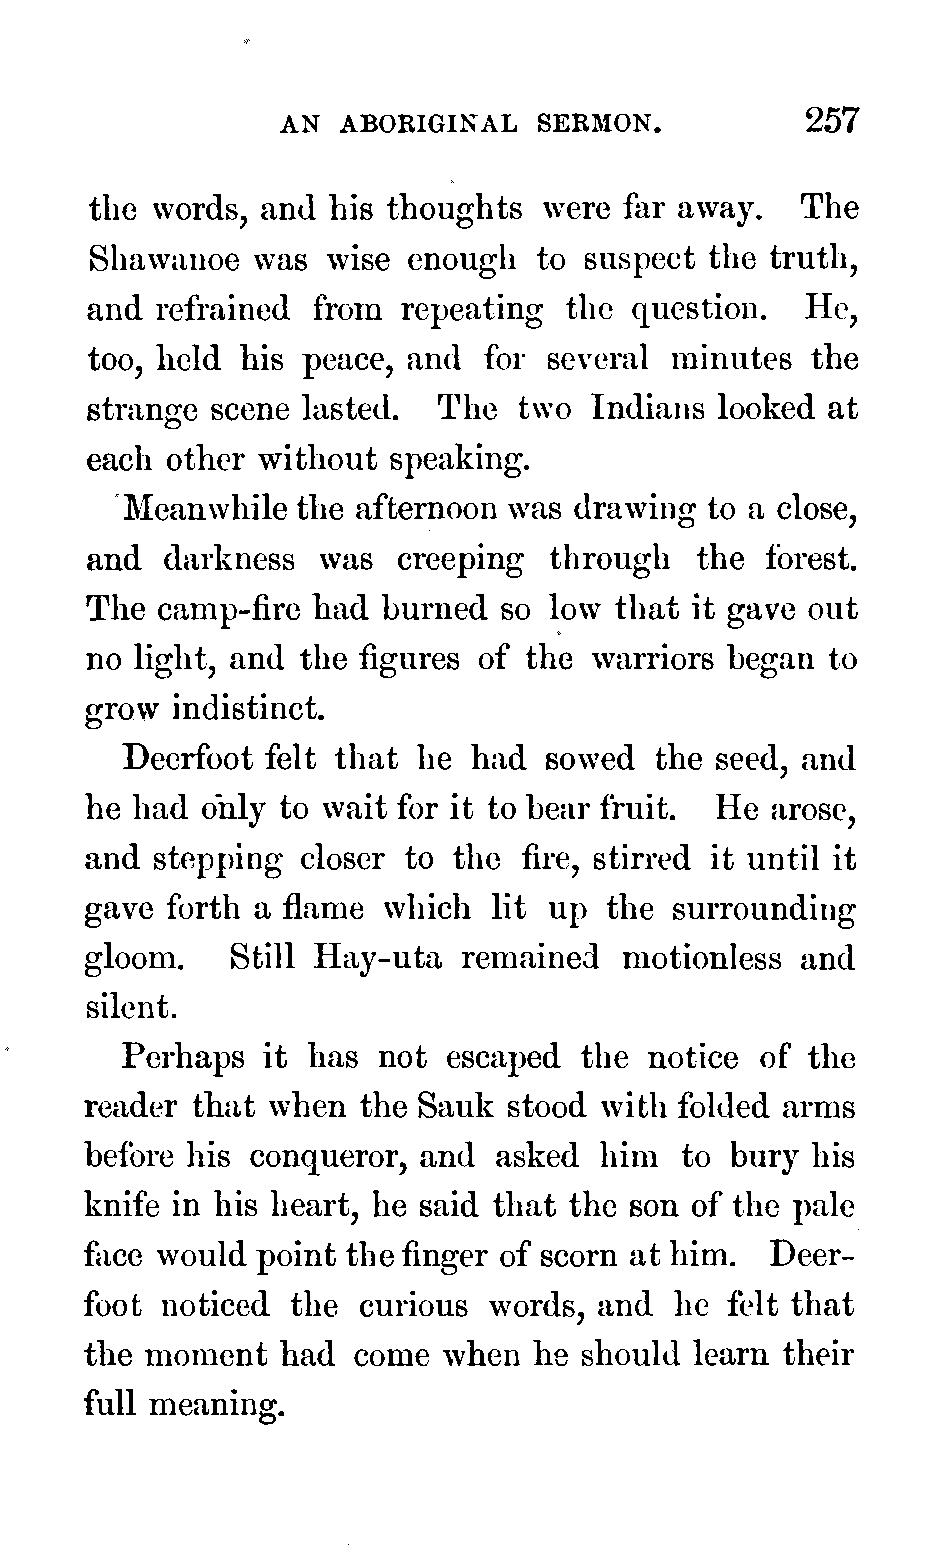 AN ABORIGINAL SERMON. 257
the words, and his thoughts were far away. The
Shawanoe was wise enough to suspect the truth,
and refrained from repeating the question. He,
too, held his peace, and for several minutes the
strange scene lasted. The two Indians looked at
each other without speaking.
Meanwhile the afternoon was drawing to a close,
and darkness was creeping through the forest.
The camp-fire had burned so low that it gave out
no light, and the figures of the warriors began to
grow indistinct.
Deerfoot felt that he had sowed the seed, and
he had only to wait for it to bear fruit. He arose,
and stepping closer to the fire, stirred it until it
gave forth a flame which lit up the surrounding
gloom. Still Hay-uta remained motionless and
silent.
Perhaps it has not escaped the notice of the
reader that when the Sauk stood with folded arms
before his conqueror, and asked him to bury his
knife in his heart, he said that the son of the pale
face would point the finger of scorn at him. Deer-
foot noticed the curious words, and he felt that
the moment had come when he should learn their
full meaning.